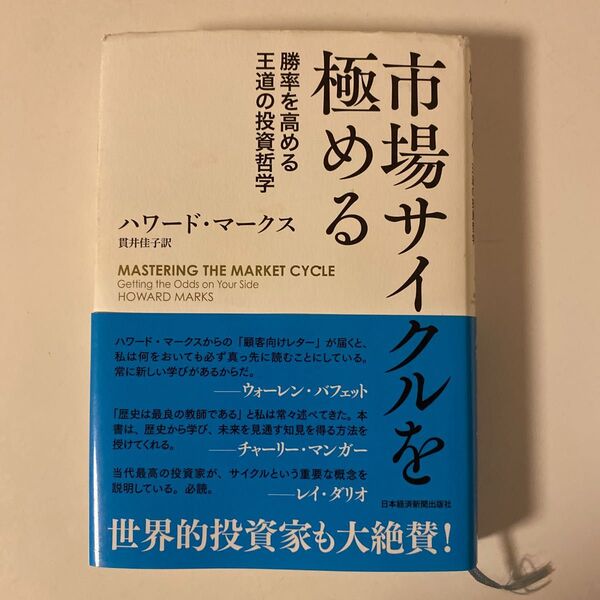 市場サイクルを
極める
勝率を高める
王道の投資哲学
ハワード・マークス
貫井佳子訳
MASTERING THE MARKET CYCLE
Getting the Odds on Your Side
HOWARD MARKS
ハワード・マークスからの「顧客向けレター」が届くと、
私は何をおいても必ず真っ先に読むことにしている。
常に新しい学びがあるからだ。
——ウォーレン・バフェット
「歴史は最良の教師である」と私は常々述べてきた。本
書は、歴史から学び、未来を見通す知見を得る方法を
授けてくれる。
——チャーリー・マンガー
当代最高の投資家が、サイクルという重要な概念を
説明している。必読。
——レイ・ダリオ
日本経済新聞出版社
世界的投資家も大絶賛！